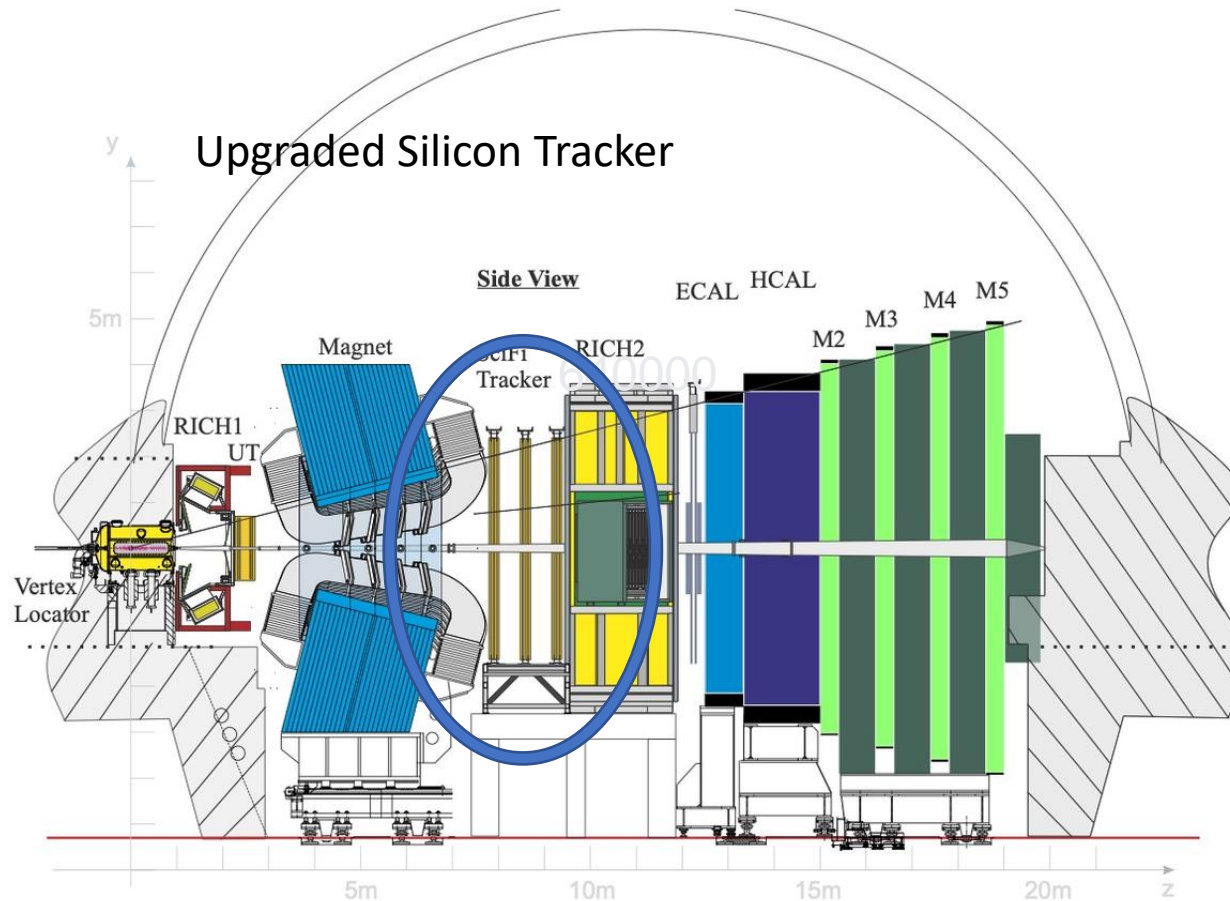 y
Upgraded Silicon Tracker
Side View
ECAL
HCAL
M5
M4
M3
M2
5m
Magnet
SciFi
Tracker
RICH2
RICH1
UT
Vertex
Locator
5m
10m
15m
20m
z